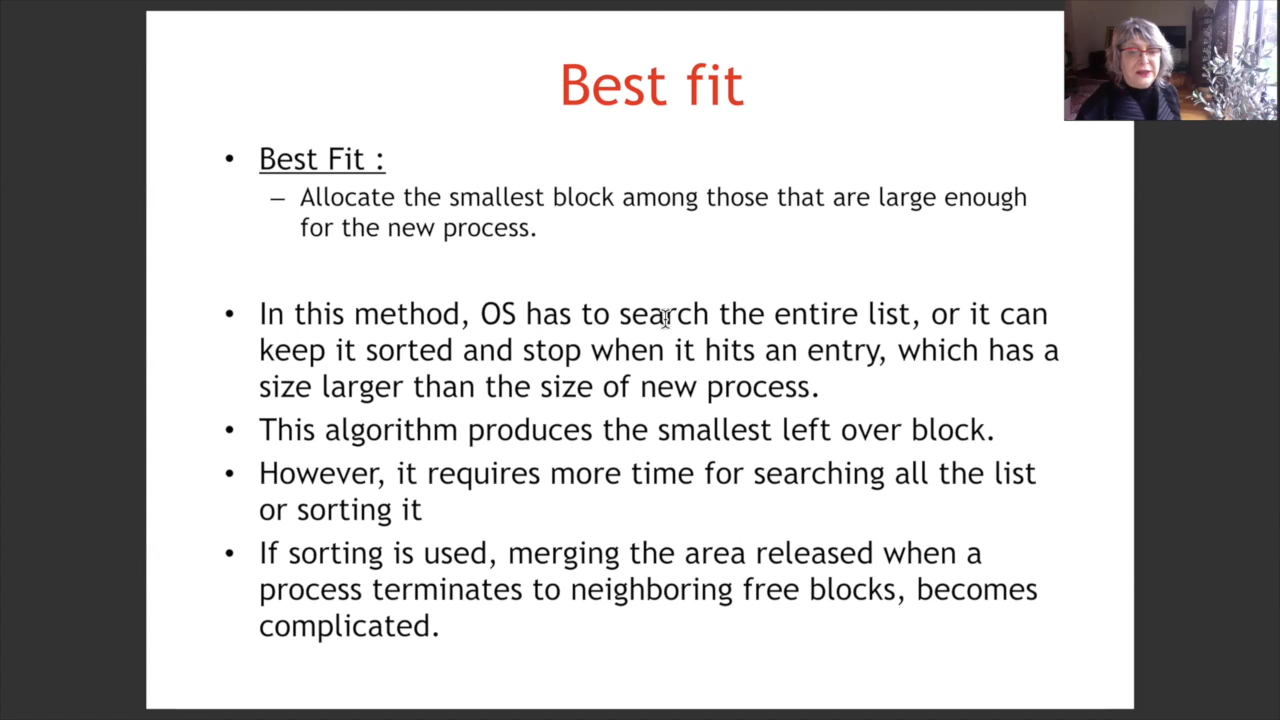 Best fit
• Best Fit :
– Allocate the smallest block among those that are large enough
for the new process.
• In this method, OS has to search the entire list, or it can
keep it sorted and stop when it hits an entry, which has a
size larger than the size of new process.
• This algorithm produces the smallest left over block.
• However, it requires more time for searching all the list
or sorting it
• If sorting is used, merging the area released when a
process terminates to neighboring free blocks, becomes
complicated.